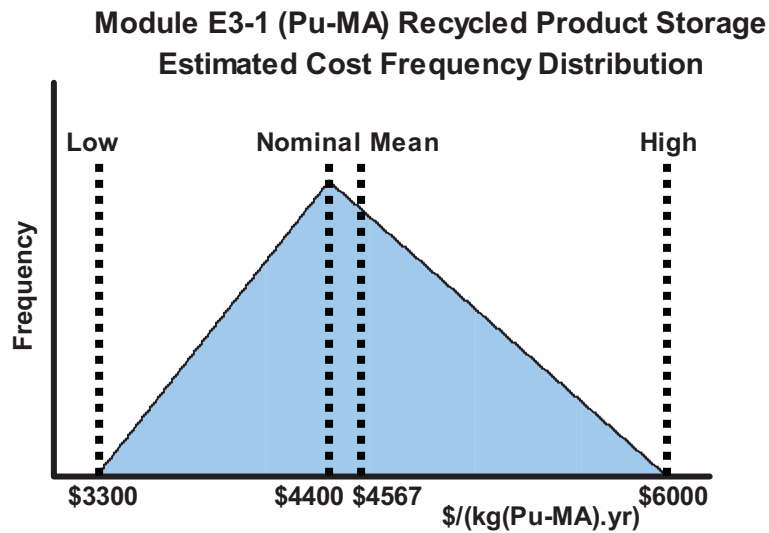 Module E3-1 (Pu-MA) Recycled Product Storage
Estimated Cost Frequency Distribution
Low Nominal Mean High
Frequency
$3300 $4400 $4567 $6000
$/(kg(Pu-MA).yr)